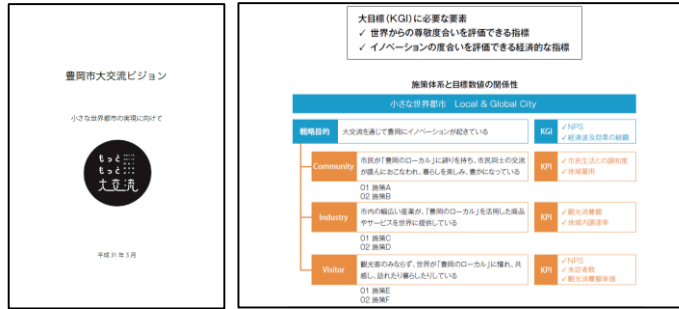 豊岡市大交流ビジョン
小さな世界都市の実現に向けて
もっと
もっと
大交流
平成31年3月
大目標（KGI）に必要な要素
✓ 世界からの尊敬度合いを評価できる指標
✓ イノベーションの度合いを評価できる経済的な指標
施策体系と目標数値の関係性
小さな世界都市 Local & Global City
戦略目的
大交流を通じて豊岡にイノベーションが起きている
KGI
✓NPS
✓経済波及効果の総額
Community
市民が「豊岡のローカル」に誇りを持ち、市民同士の交流
が盛んにおこなわれ、暮らしを楽しみ、豊かになっている
KPI
✓市民生活との調和度
✓地域雇用
01 施策A
02 施策B
Industry
市内の幅広い産業が、「豊岡のローカル」を活用した商品
やサービスを世界に提供している
KPI
✓観光消費額
✓地域内調達率
01 施策C
02 施策D
Visitor
観光客のみならず、世界が「豊岡のローカル」に憧れ、共
感し、訪れたり暮らしたりしている
KPI
✓NPS
✓来訪者数
✓観光消費額単価
01 施策E
02 施策F